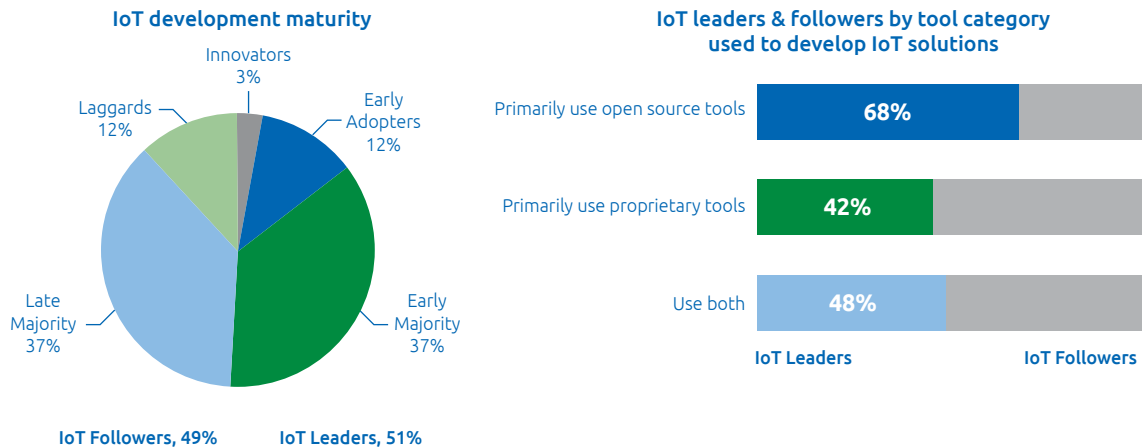 IoT development maturity
Innovators
3%
Early
Adopters
12%
Laggards
12%
Late
Majority
37%
Early
Majority
37%
IoT Followers, 49%
IoT Leaders, 51%
IoT leaders & followers by tool category
used to develop IoT solutions
Primarily use open source tools
68%
Primarily use proprietary tools
42%
Use both
48%
IoT Leaders
IoT Followers